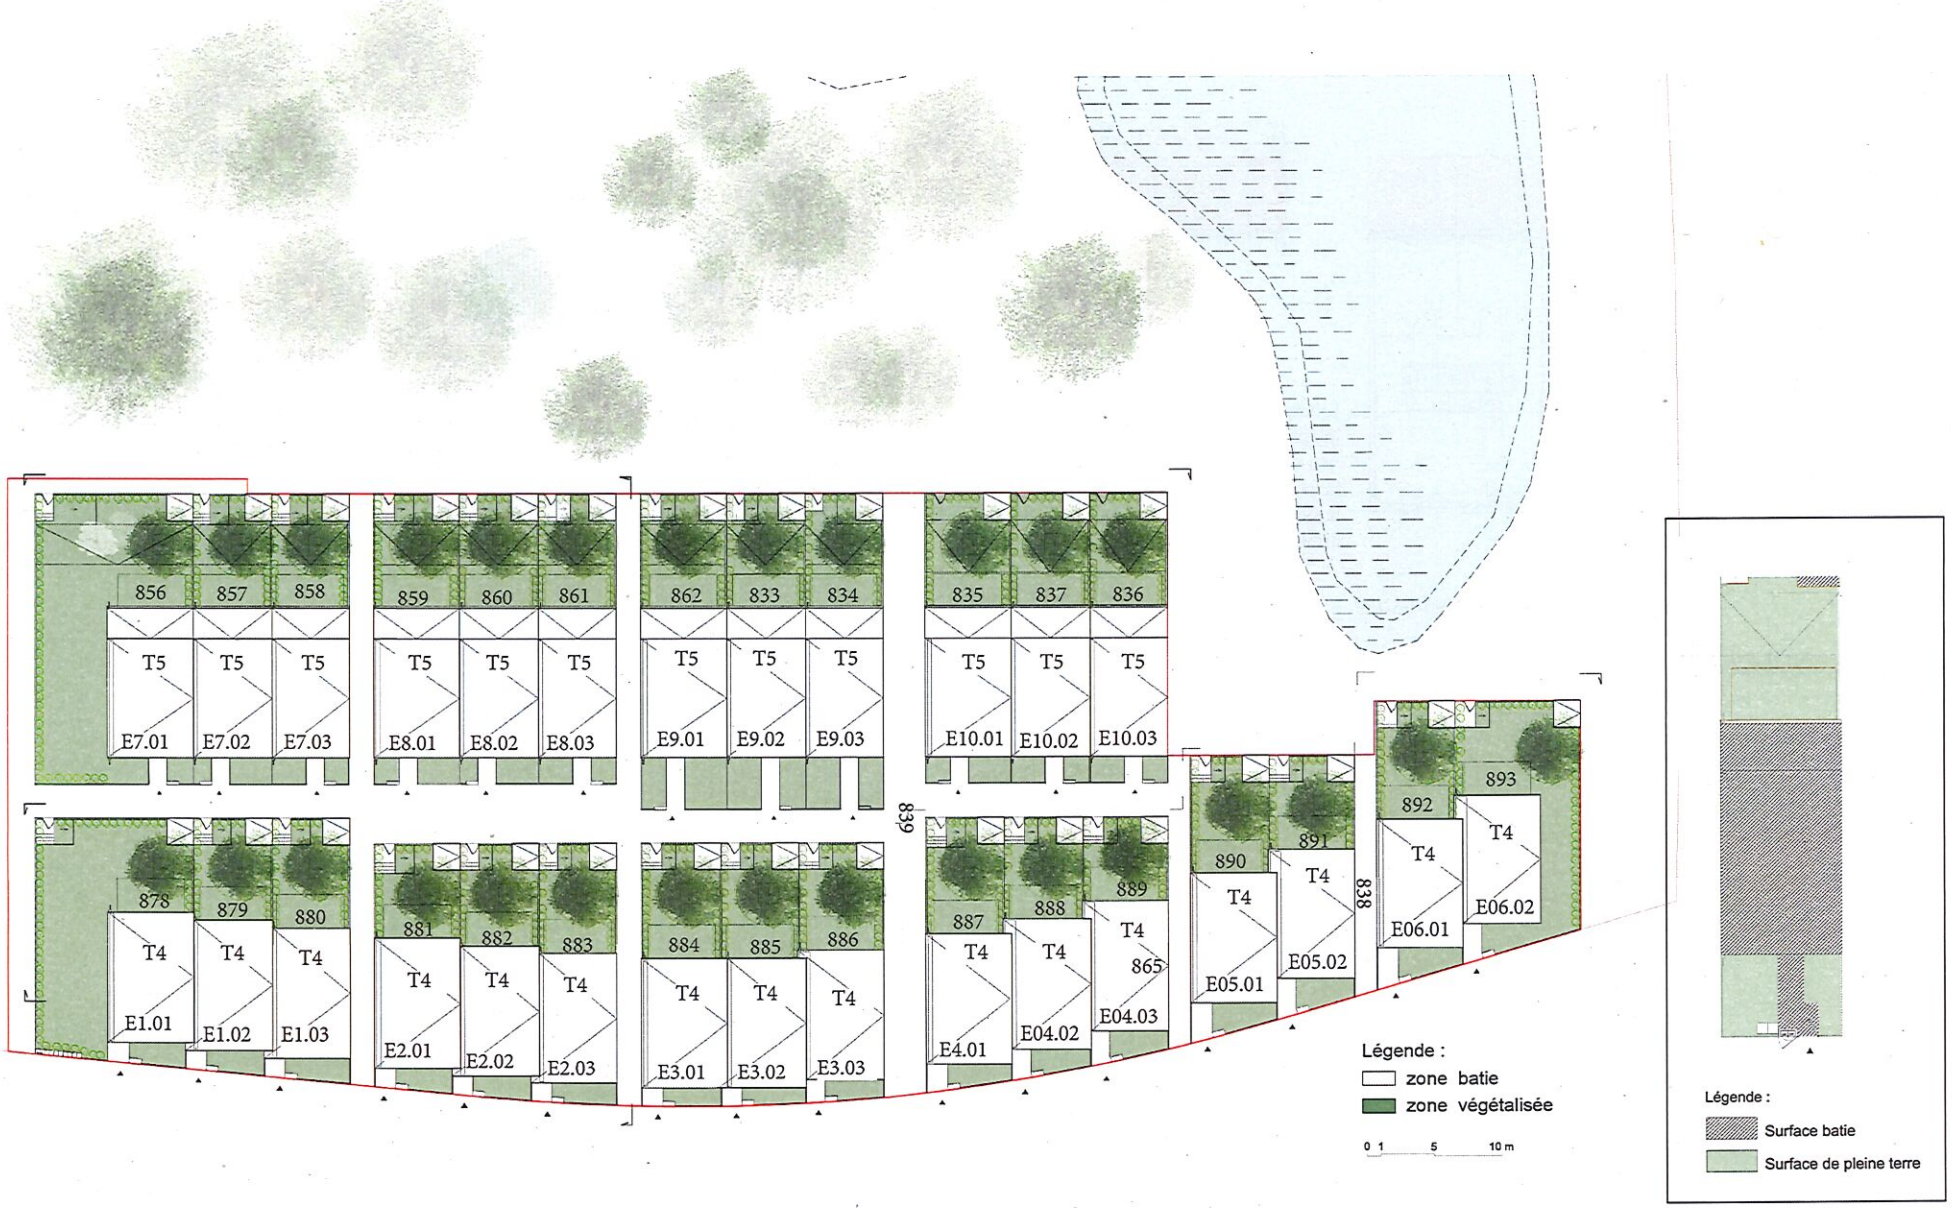 856 857 858 859 860 861 862 833 834 835 837 836
T5 T5 T5 T5 T5 T5 T5 T5 T5 T5 T5 T5
E7.01 E7.02 E7.03 E8.01 E8.02 E8.03 E9.01 E9.02 E9.03 E10.01 E10.02 E10.03
839
878 879 880 881 882 883 884 885 886 887 888 889 890 891 892 893
T4 T4 T4 T4 T4 T4 T4 T4 T4 T4 T4 T4 T4 T4 T4 T4
865
838
E1.01 E1.02 E1.03 E2.01 E2.02 E2.03 E3.01 E3.02 E3.03 E4.01 E04.02 E04.03 E05.01 E05.02 E06.01 E06.02
Légende :
zone batie
zone végétalisée
0 1 5 10 m
Légende :
Surface batie
Surface de pleine terre